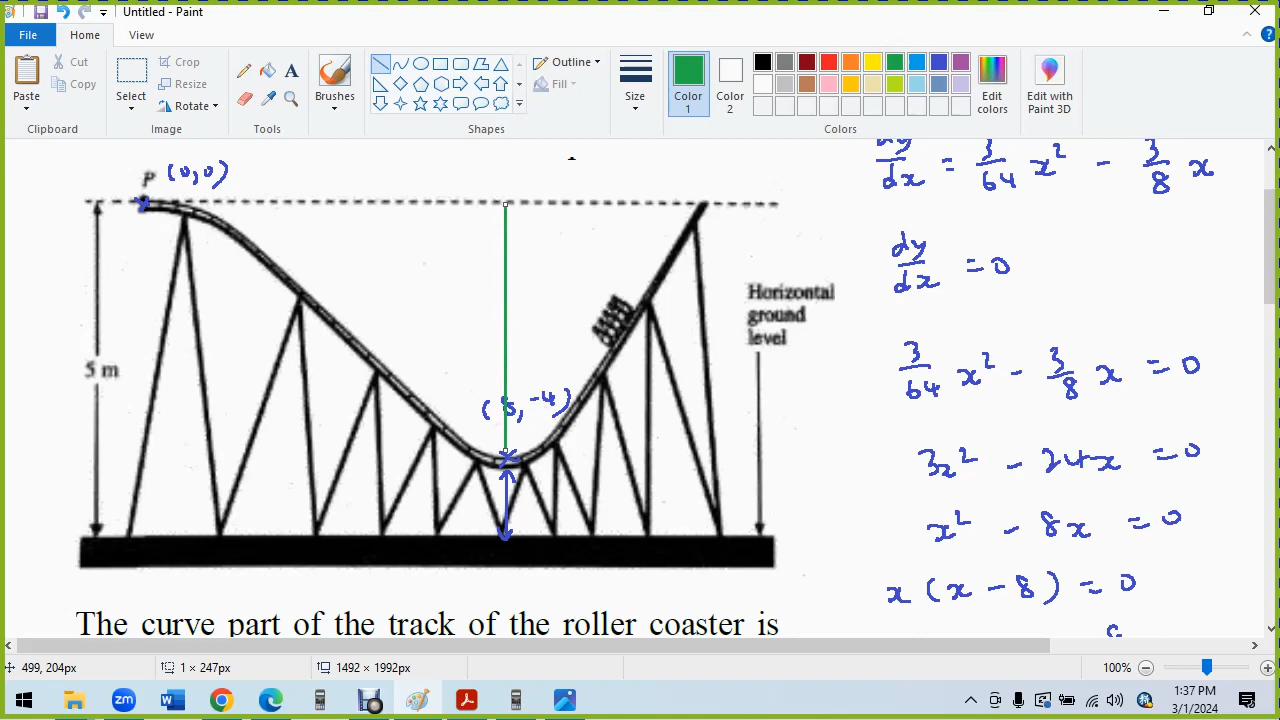 Untitled - Paint
File
Home
View
Cut
Copy
Paste
Crop
Resize
Rotate
Select
Brushes
Outline
Fill
Size
Color 1
Color 2
Edit colors
Edit with Paint 3D
Clipboard
Image
Tools
Shapes
Colors
P (0,0)
5 m
(8, -4)
Horizontal
ground
level
The curve part of the track of the roller coaster is
dy/dx = 3/64 x² - 3/8 x
dy/dx = 0
3/64 x² - 3/8 x = 0
3x² - 24x = 0
x² - 8x = 0
x (x - 8) = 0
499, 204px
1 × 247px
1492 × 1992px
100%
1:37 PM
3/1/2024